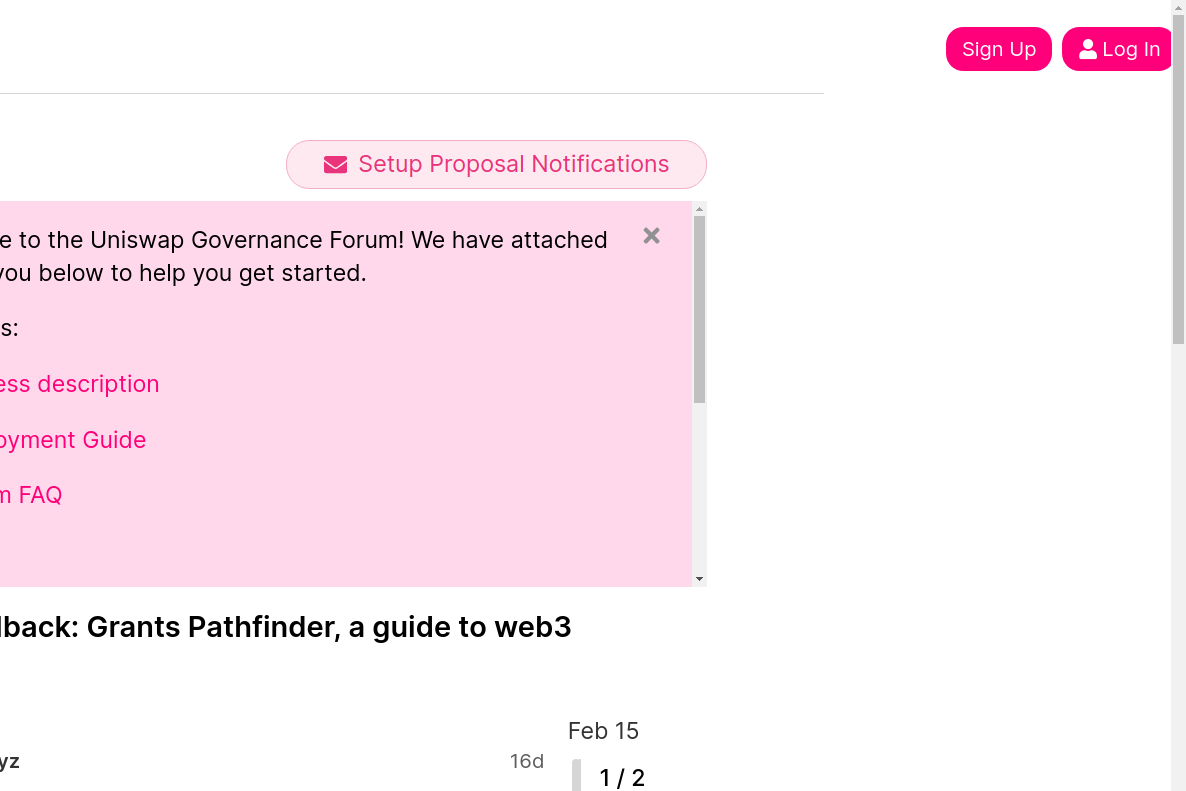 Sign Up
Log In
Setup Proposal Notifications
e to the Uniswap Governance Forum! We have attached
you below to help you get started.
s:
ess description
oyment Guide
m FAQ
back: Grants Pathfinder, a guide to web3
Feb 15
yz
16d
1 / 2